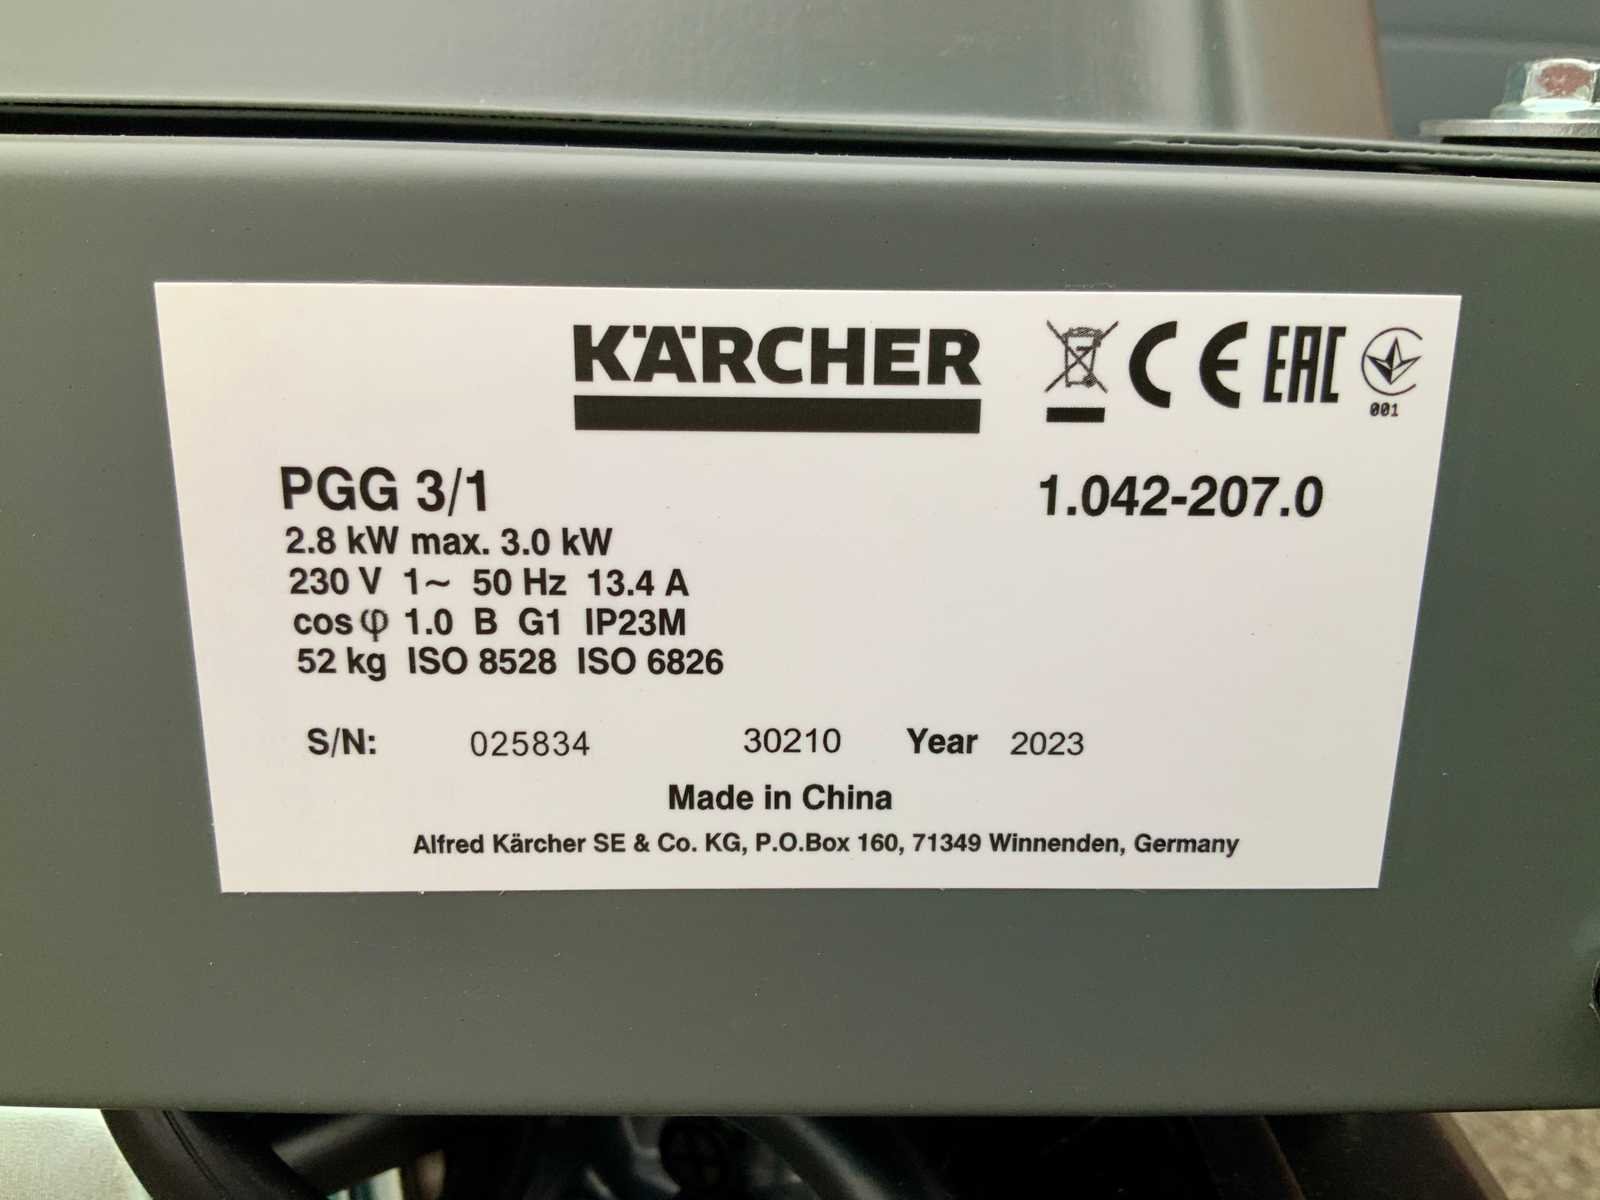 KÄRCHER
CE EAC
001
PGG 3/1 1.042-207.0
2.8 kW max. 3.0 kW
230 V 1~ 50 Hz 13.4 A
cos φ 1.0 B G1 IP23M
52 kg ISO 8528 ISO 6826
S/N: 025834 30210 Year 2023
Made in China
Alfred Kärcher SE & Co. KG, P.O.Box 160, 71349 Winnenden, Germany